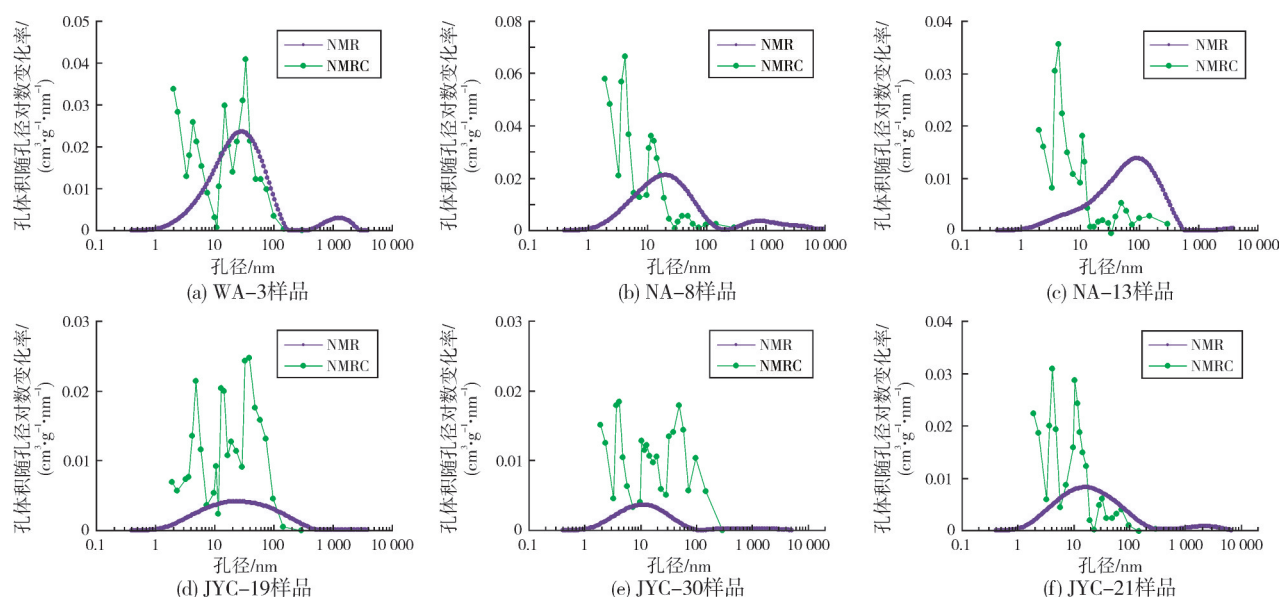 孔体积随孔径对数变化率/
(cm³·g⁻¹·nm⁻¹)
0.05
0.04
0.03
0.02
0.01
0
NMR
NMRC
0.1
1
10
100
1 000
10 000
孔径/nm
(a) WA-3样品
孔体积随孔径对数变化率/
(cm³·g⁻¹·nm⁻¹)
0.08
0.06
0.04
0.02
0
NMR
NMRC
0.1
1
10
100
1 000
10 000
孔径/nm
(b) NA-8样品
孔体积随孔径对数变化率/
(cm³·g⁻¹·nm⁻¹)
0.04
0.03
0.02
0.01
0
NMR
NMRC
0.1
1
10
100
1 000
10 000
孔径/nm
(c) NA-13样品
孔体积随孔径对数变化率/
(cm³·g⁻¹·nm⁻¹)
0.03
0.02
0.01
0
NMR
NMRC
0.1
1
10
100
1 000
10 000
孔径/nm
(d) JYC-19样品
孔体积随孔径对数变化率/
(cm³·g⁻¹·nm⁻¹)
0.03
0.02
0.01
0
NMR
NMRC
0.1
1
10
100
1 000
10 000
孔径/nm
(e) JYC-30样品
孔体积随孔径对数变化率/
(cm³·g⁻¹·nm⁻¹)
0.04
0.03
0.02
0.01
0
NMR
NMRC
0.1
1
10
100
1 000
10 000
孔径/nm
(f) JYC-21样品